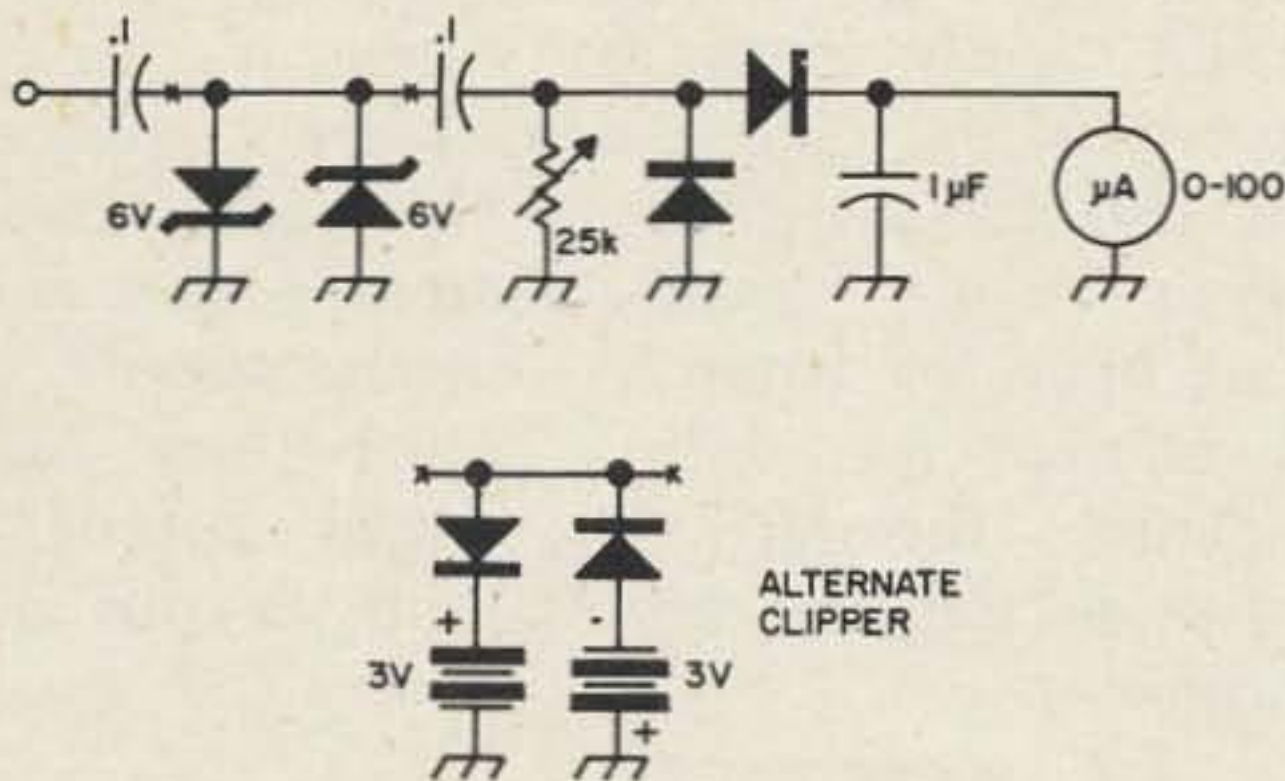 .1
.1
6V
6V
25k
1µF
µA
0-100
+
-
3V
3V
+
ALTERNATE
CLIPPER